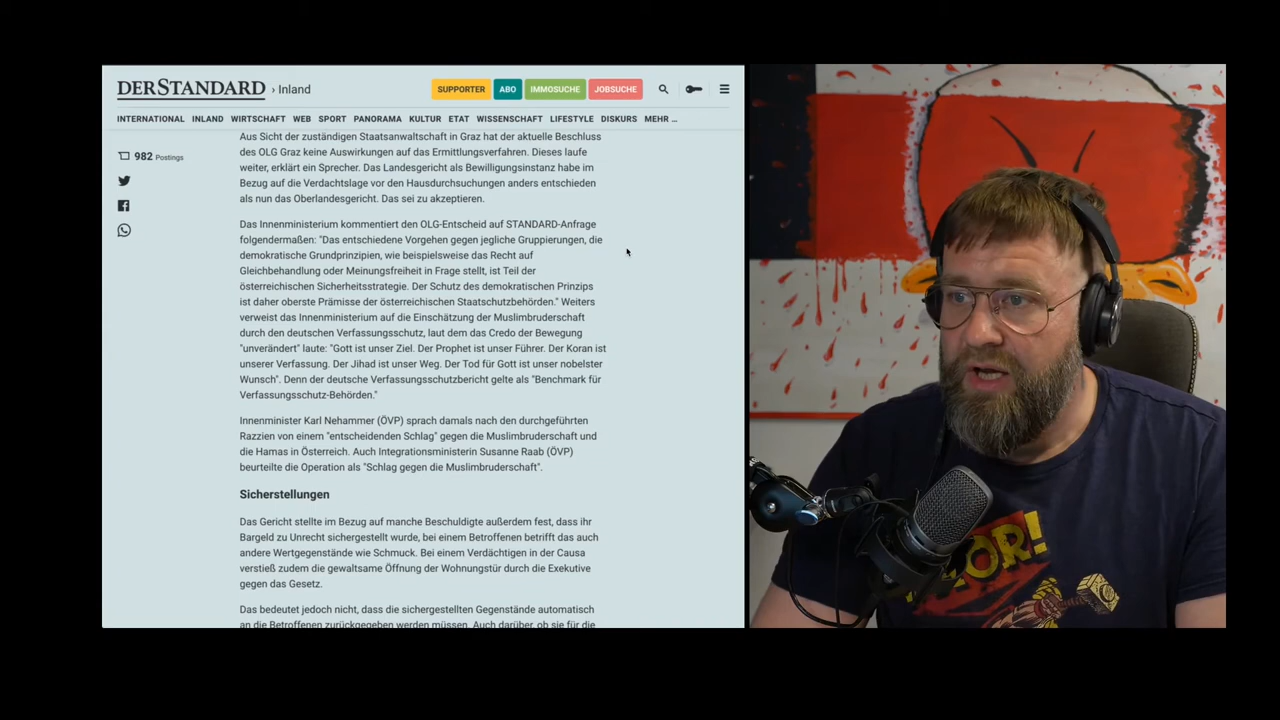 DERSTANDARD › Inland
SUPPORTER
ABO
IMMOSUCHE
JOBSUCHE
INTERNATIONAL INLAND WIRTSCHAFT WEB SPORT PANORAMA KULTUR ETAT WISSENSCHAFT LIFESTYLE DISKURS MEHR …
982 Postings
Aus Sicht der zuständigen Staatsanwaltschaft in Graz hat der aktuelle Beschluss
des OLG Graz keine Auswirkungen auf das Ermittlungsverfahren. Dieses laufe
weiter, erklärt ein Sprecher. Das Landesgericht als Bewilligungsinstanz habe im
Bezug auf die Verdachtslage vor den Hausdurchsuchungen anders entschieden
als nun das Oberlandesgericht. Das sei zu akzeptieren.
Das Innenministerium kommentiert den OLG-Entscheid auf STANDARD-Anfrage
folgendermaßen: "Das entschiedene Vorgehen gegen jegliche Gruppierungen, die
demokratische Grundprinzipien, wie beispielsweise das Recht auf
Gleichbehandlung oder Meinungsfreiheit in Frage stellt, ist Teil der
österreichischen Sicherheitsstrategie. Der Schutz des demokratischen Prinzips
ist daher oberste Prämisse der österreichischen Staatschutzbehörden." Weiters
verweist das Innenministerium auf die Einschätzung der Muslimbruderschaft
durch den deutschen Verfassungsschutz, laut dem das Credo der Bewegung
"unverändert" laute: "Gott ist unser Ziel. Der Prophet ist unser Führer. Der Koran ist
unserer Verfassung. Der Jihad ist unser Weg. Der Tod für Gott ist unser nobelster
Wunsch". Denn der deutsche Verfassungsschutzbericht gelte als "Benchmark für
Verfassungsschutz-Behörden."
Innenminister Karl Nehammer (ÖVP) sprach damals nach den durchgeführten
Razzien von einem "entscheidenden Schlag" gegen die Muslimbruderschaft und
die Hamas in Österreich. Auch Integrationsministerin Susanne Raab (ÖVP)
beurteilte die Operation als "Schlag gegen die Muslimbruderschaft".
Sicherstellungen
Das Gericht stellte im Bezug auf manche Beschuldigte außerdem fest, dass ihr
Bargeld zu Unrecht sichergestellt wurde, bei einem Betroffenen betrifft das auch
andere Wertgegenstände wie Schmuck. Bei einem Verdächtigen in der Causa
verstieß zudem die gewaltsame Öffnung der Wohnungstür durch die Exekutive
gegen das Gesetz.
Das bedeutet jedoch nicht, dass die sichergestellten Gegenstände automatisch
an die Betroffenen zurückgegeben werden müssen. Auch darüber, ob sie für die